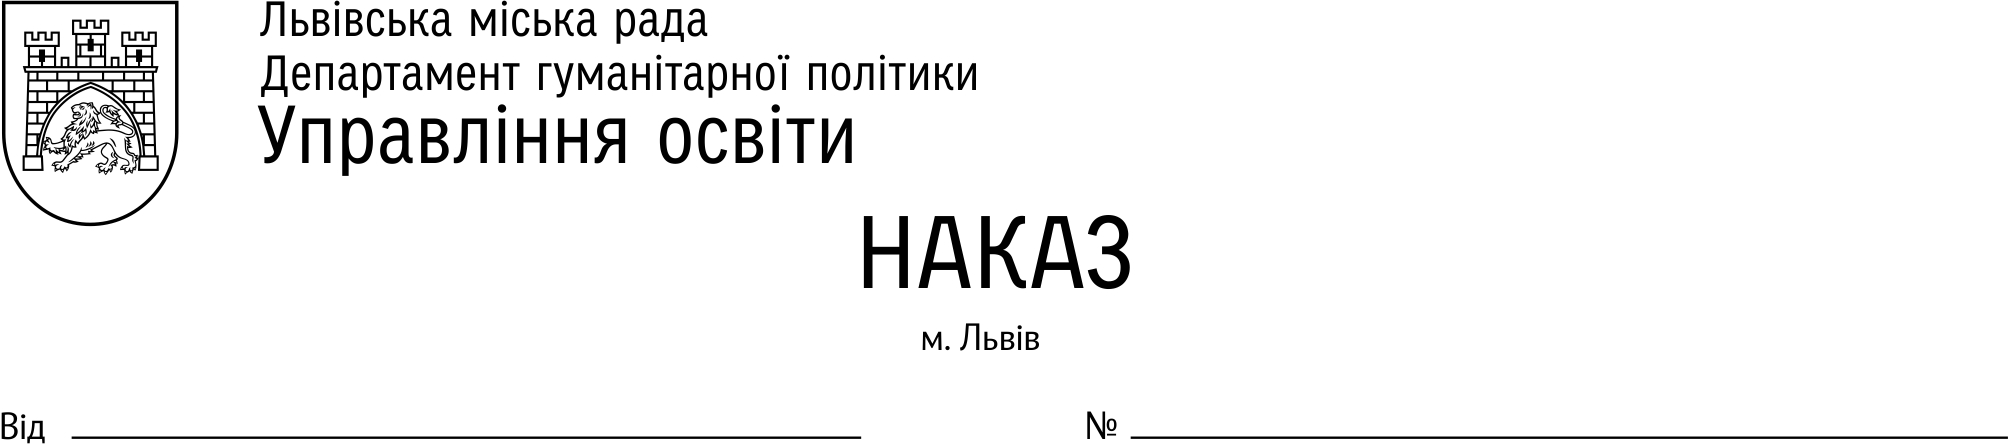 Львівська міська рада
Департамент гуманітарної політики
Управління освіти
НАКАЗ
м. Львів
Від №